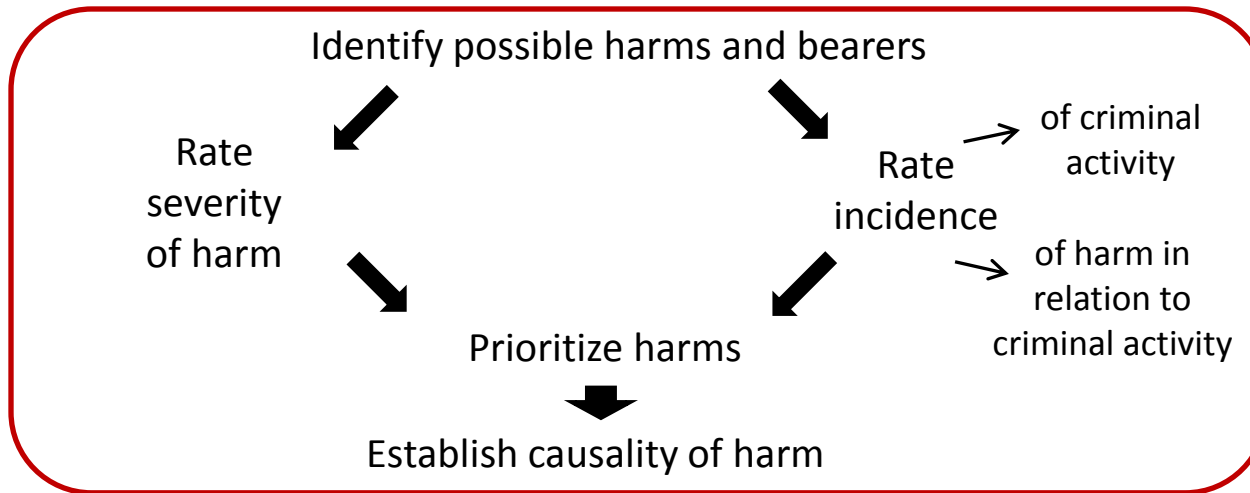 Identify possible harms and bearers
Rate
severity
of harm
Rate
incidence
of criminal
activity
of harm in
relation to
criminal activity
Prioritize harms
Establish causality of harm